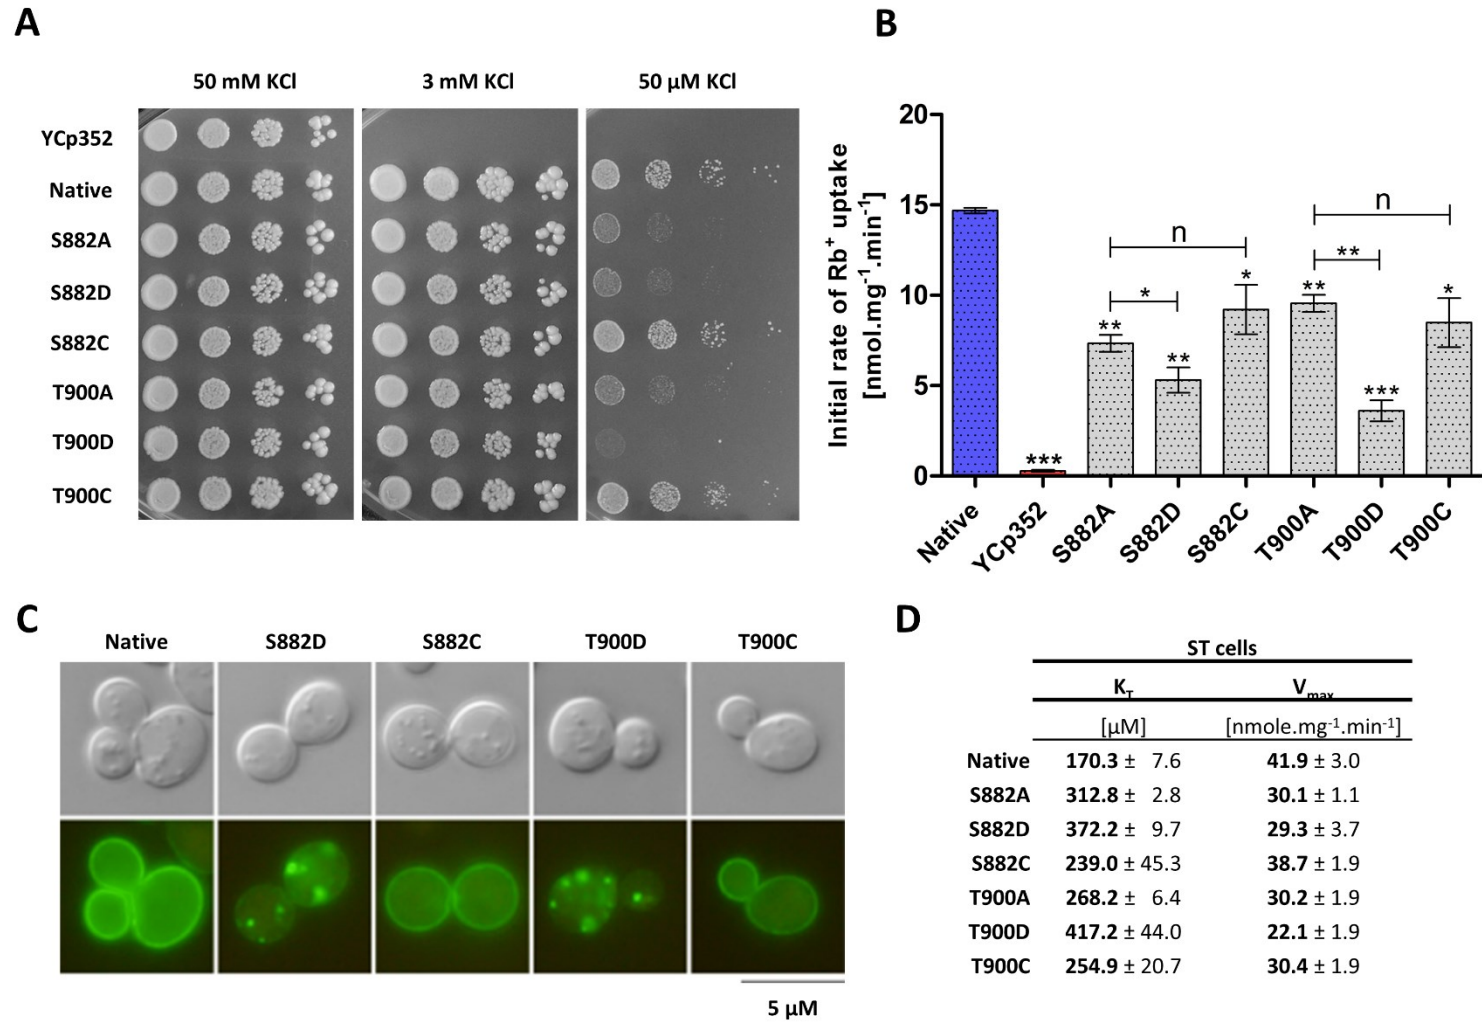 A
50 mM KCl
3 mM KCl
50 µM KCl
YCp352
Native
S882A
S882D
S882C
T900A
T900D
T900C
B
Initial rate of Rb⁺ uptake
[nmol.mg⁻¹.min⁻¹]
20
15
10
5
0
n
n
*
**
**
**
*
**
***
*
***
Native
YCp352
S882A
S882D
S882C
T900A
T900D
T900C
C
Native
S882D
S882C
T900D
T900C
5 µM
D
ST cells
K_T V_max
[µM] [nmole.mg⁻¹.min⁻¹]
Native 170.3 ± 7.6 41.9 ± 3.0
S882A 312.8 ± 2.8 30.1 ± 1.1
S882D 372.2 ± 9.7 29.3 ± 3.7
S882C 239.0 ± 45.3 38.7 ± 1.9
T900A 268.2 ± 6.4 30.2 ± 1.9
T900D 417.2 ± 44.0 22.1 ± 1.9
T900C 254.9 ± 20.7 30.4 ± 1.9